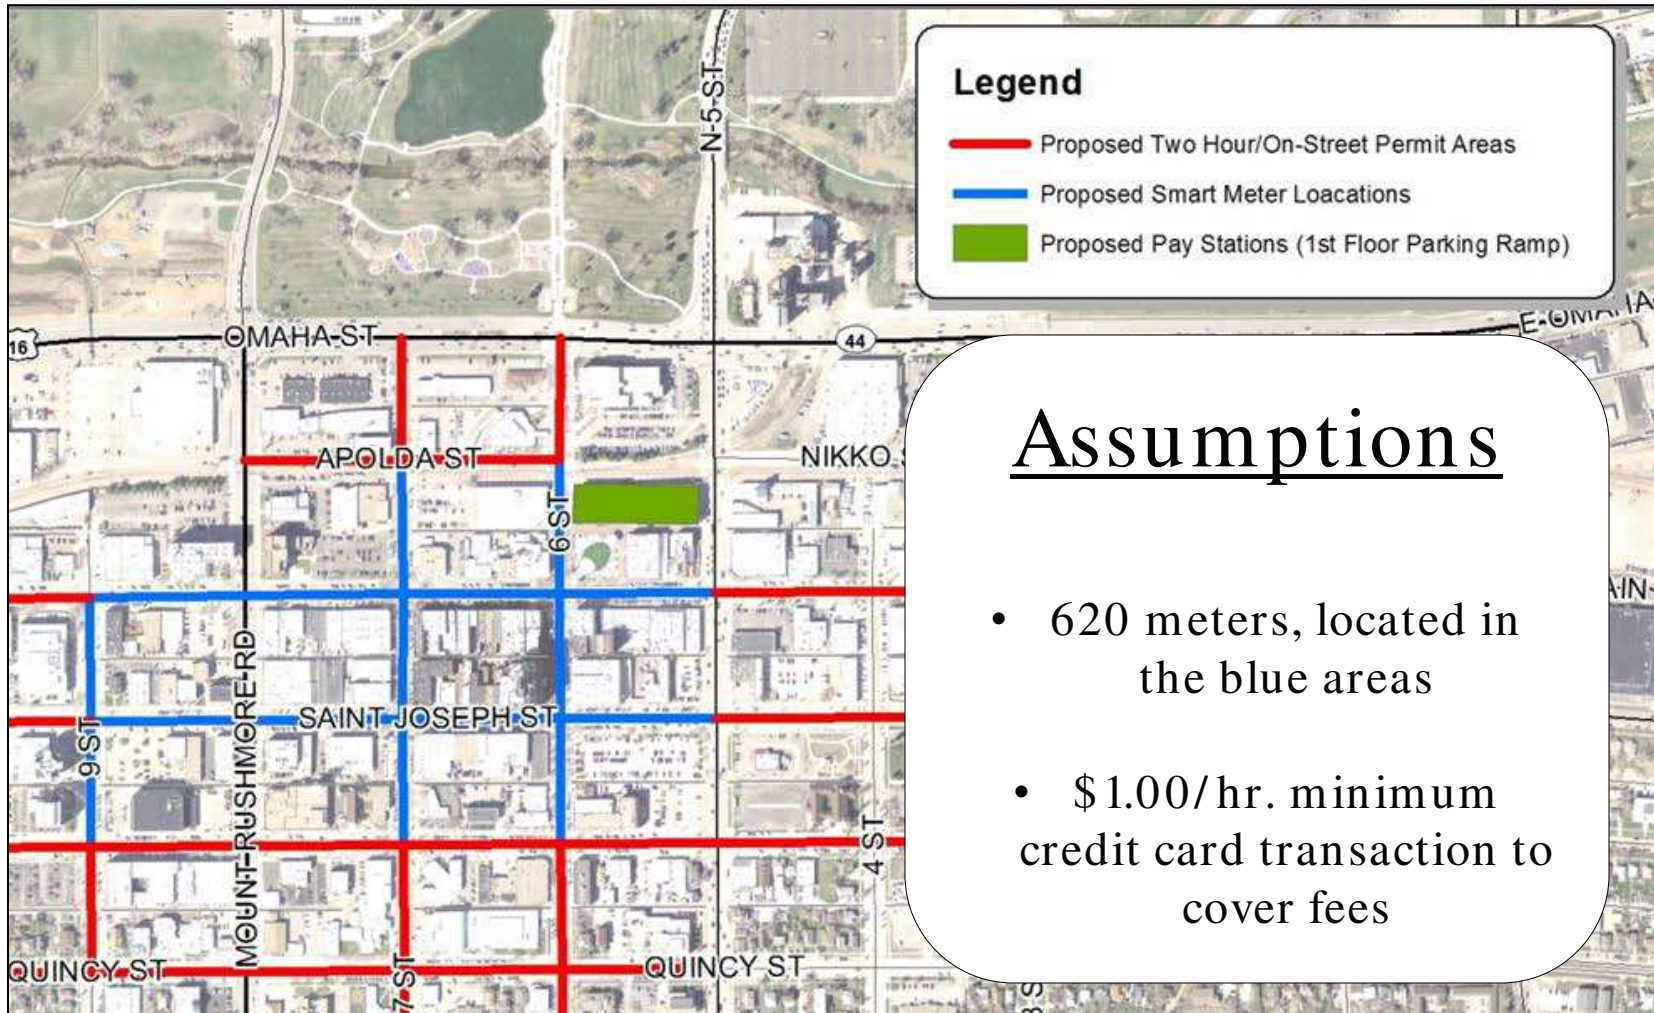 N 5 ST
Legend
Proposed Two Hour/On-Street Permit Areas
Proposed Smart Meter Loacations
Proposed Pay Stations (1st Floor Parking Ramp)
16
OMAHA ST
44
E OMAHA
APOLDA ST
NIKKO
6 ST
MOUNT RUSHMORE RD
SAINT JOSEPH ST
9 ST
4 ST
QUINCY ST
7 ST
QUINCY ST
Assumptions
• 620 meters, located in
the blue areas
• $1.00/hr. minimum
credit card transaction to
cover fees